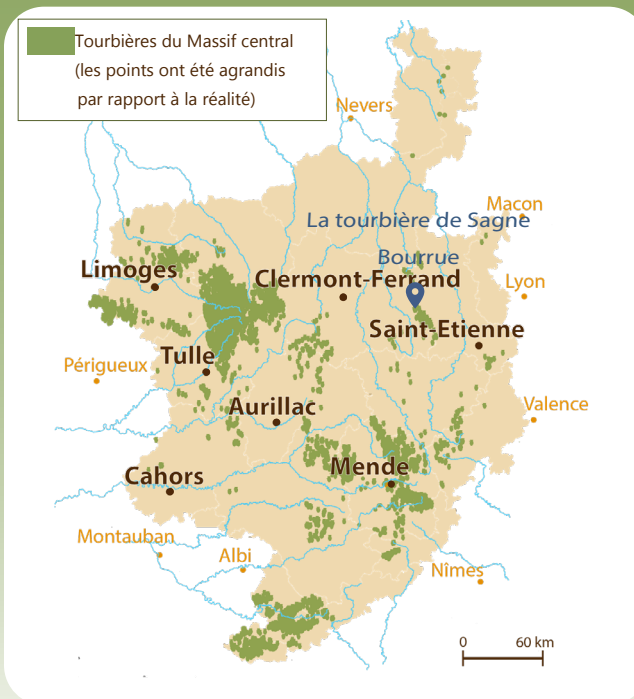 Tourbières du Massif central
(les points ont été agrandis
par rapport à la réalité)
Nevers
Macon
La tourbière de Sagne
Bourrue
Limoges
Clermont-Ferrand
Lyon
Saint-Etienne
Tulle
Périgueux
Aurillac
Valence
Mende
Cahors
Montauban
Albi
Nîmes
0 60 km